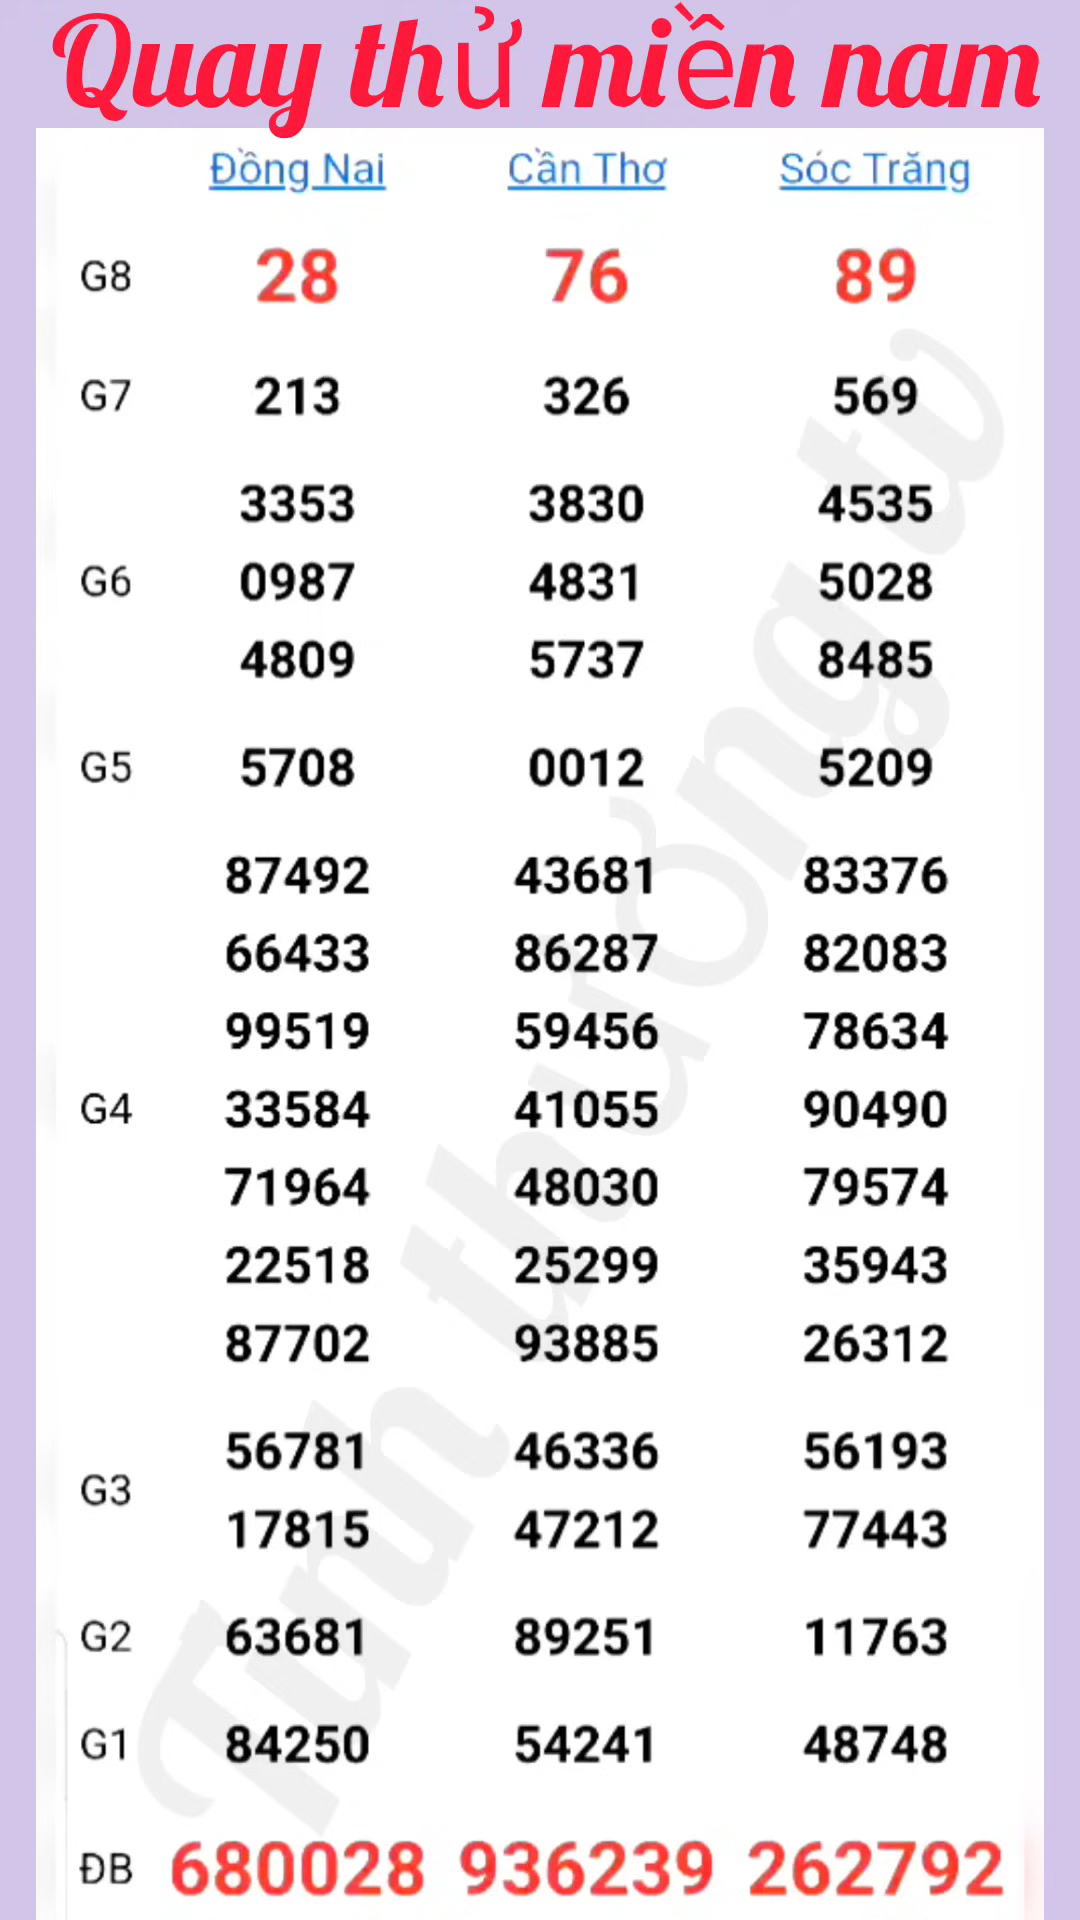 Quay thử miền nam
Đồng Nai Cần Thơ Sóc Trăng
G8 28 76 89
G7 213 326 569
3353 3830 4535
G6 0987 4831 5028
4809 5737 8485
G5 5708 0012 5209
87492 43681 83376
66433 86287 82083
99519 59456 78634
G4 33584 41055 90490
71964 48030 79574
22518 25299 35943
87702 93885 26312
56781 46336 56193
G3
17815 47212 77443
G2 63681 89251 11763
G1 84250 54241 48748
ĐB 680028 936239 262792
Tình thương tv